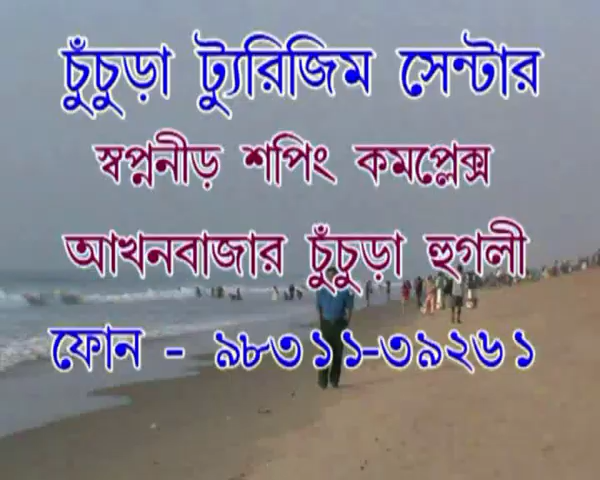 চুঁচুড়া ট্যুরিজিম সেন্টার
স্বপ্ননীড় শপিং কমপ্লেক্স
আখনবাজার চুঁচুড়া হুগলী
ফোন - ৯৮৩১১-৩৯২৬১